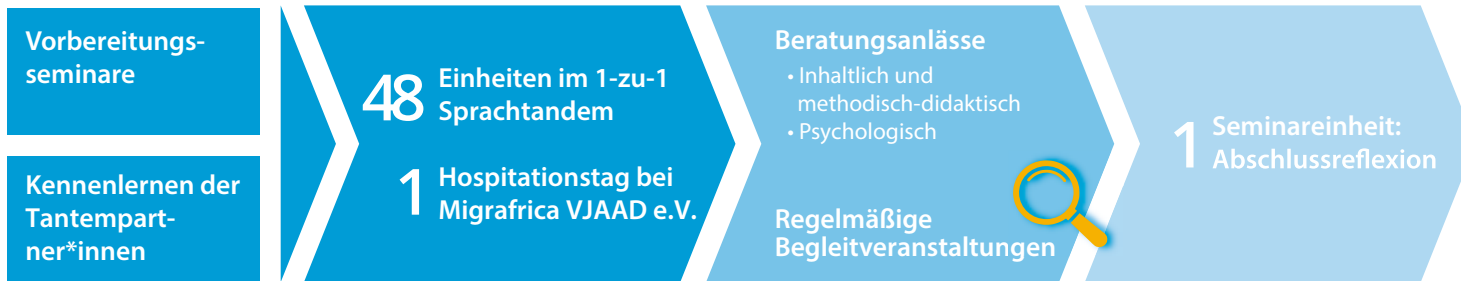 Vorbereitungs-
seminare
Kennenlernen der
Tantempart-
ner*innen
48 Einheiten im 1-zu-1
Sprachtandem
1 Hospitationstag bei
Migrafrica VJAAD e.V.
Beratungsanlässe
• Inhaltlich und
methodisch-didaktisch
• Psychologisch
Regelmäßige
Begleitveranstaltungen
1 Seminareinheit:
Abschlussreflexion